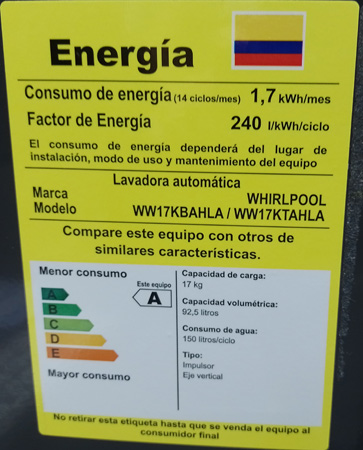 Energía
Consumo de energía (14 ciclos/mes) 1,7 kWh/mes
Factor de Energía 240 l/kWh/ciclo
El consumo de energía dependerá del lugar de
instalación, modo de uso y mantenimiento del equipo
Lavadora automática
Marca WHIRLPOOL
Modelo WW17KBAHLA / WW17KTAHLA
Compare este equipo con otros de
similares características.
Menor consumo
Este equipo
A
A
B
C
D
E
Mayor consumo
Capacidad de carga:
17 kg
Capacidad volumétrica:
92,5 litros
Consumo de agua:
150 litros/ciclo
Tipo:
Impulsor
Eje vertical
No retirar esta etiqueta hasta que se venda el equipo al
consumidor final